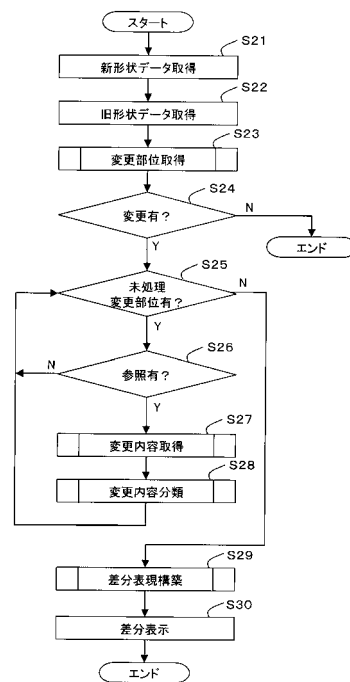 スタート
S21
新形状データ取得
S22
旧形状データ取得
S23
変更部位取得
S24
変更有?
N
Y
エンド
S25
未処理
変更部位有?
N
Y
S26
参照有?
N
Y
S27
変更内容取得
S28
変更内容分類
S29
差分表現構築
S30
差分表示
エンド